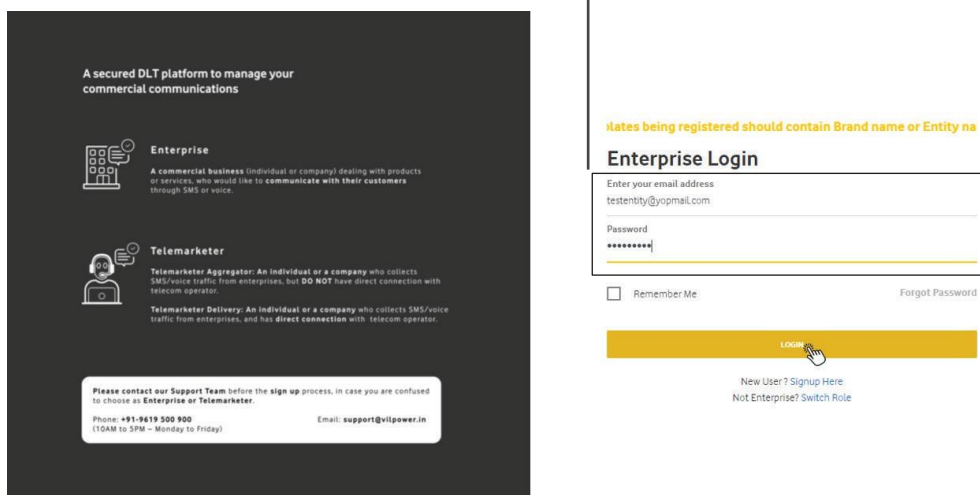 A secured DLT platform to manage your
commercial communications
Enterprise
A commercial business (individual or company) dealing with products
or services, who would like to communicate with their customers
through SMS or voice.
Telemarketer
Telemarketer Aggregator: An individual or a company who collects
SMS/voice traffic from enterprises, but DO NOT have direct connection with
telecom operator.
Telemarketer Delivery: An individual or a company who collects SMS/voice
traffic from enterprises, and has direct connection with telecom operator.
Please contact our Support Team before the sign up process, in case you are confused
to choose as Enterprise or Telemarketer.
Phone: +91-9619 500 900
(10AM to 5PM – Monday to Friday)
Email: support@vilpower.in
lates being registered should contain Brand name or Entity na
Enterprise Login
Enter your email address
testentity@yopmail.com
Password
•••••••••
Remember Me
Forgot Password
LOGIN
New User ? Signup Here
Not Enterprise? Switch Role